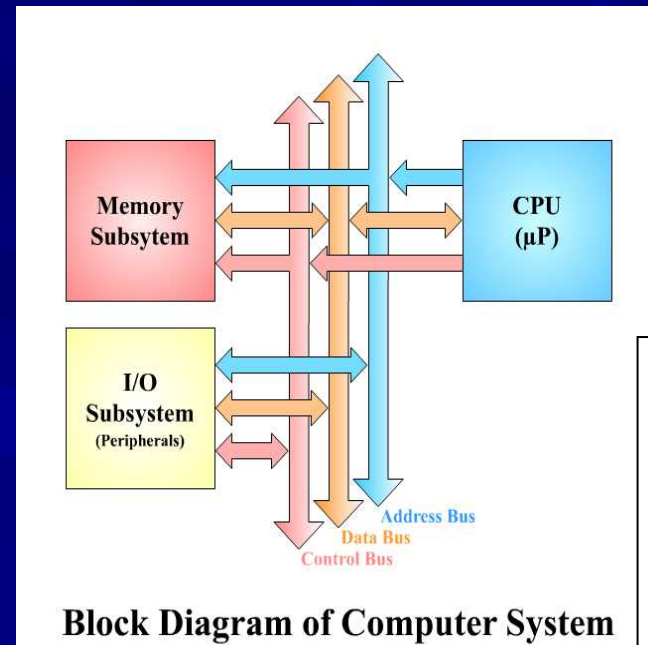 Memory
Subsytem
CPU
(μP)
I/O
Subsystem
(Peripherals)
Address Bus
Data Bus
Control Bus
Block Diagram of Computer System